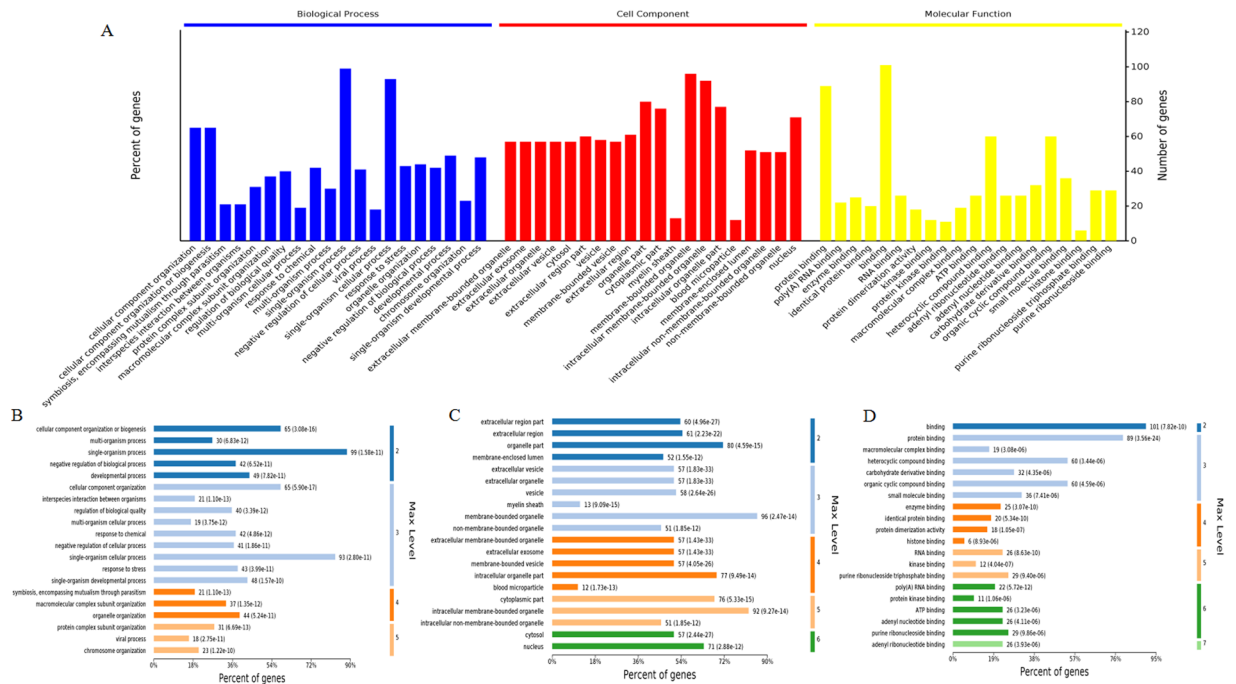 Biological Process
Cell Component
Molecular Function
A
Percent of genes
Number of genes
120
100
80
60
40
20
0
cellular component organization
cellular component organization or biogenesis
symbiosis, encompassing mutualism through parasitism
interspecies interaction between organisms
protein complex subunit organization
macromolecular complex subunit organization
regulation of biological quality
multi-organism cellular process
response to chemical
multi-organism process
single-organism process
negative regulation of cellular process
viral process
single-organism cellular process
response to stress
organelle organization
negative regulation of biological process
developmental process
chromosome organization
single-organism developmental process
extracellular membrane-bounded organelle
extracellular exosome
extracellular organelle
extracellular vesicle
cytosol
extracellular region part
vesicle
membrane-bounded vesicle
extracellular region
organelle part
cytoplasmic part
myelin sheath
membrane-bounded organelle
intracellular membrane-bounded organelle
intracellular organelle part
blood microparticle
membrane-enclosed lumen
intracellular non-membrane-bounded organelle
non-membrane-bounded organelle
nucleus
protein binding
poly(A) RNA binding
enzyme binding
identical protein binding
binding
RNA binding
protein dimerization activity
kinase binding
protein kinase binding
macromolecular complex binding
ATP binding
heterocyclic compound binding
adenyl ribonucleotide binding
adenyl nucleotide binding
carbohydrate derivative binding
organic cyclic compound binding
small molecule binding
histone binding
purine ribonucleoside triphosphate binding
purine ribonucleoside binding
B
cellular component organization or biogenesis 65 (3.08e-16)
multi-organism process 30 (6.83e-12)
single-organism process 99 (1.58e-11)
negative regulation of biological process 42 (6.52e-11)
developmental process 49 (7.82e-11)
cellular component organization 65 (5.90e-17)
interspecies interaction between organisms 21 (1.10e-13)
regulation of biological quality 40 (3.39e-12)
multi-organism cellular process 19 (3.75e-12)
response to chemical 42 (4.86e-12)
negative regulation of cellular process 41 (1.86e-11)
single-organism cellular process 93 (2.80e-11)
response to stress 43 (3.99e-11)
single-organism developmental process 48 (1.57e-10)
symbiosis, encompassing mutualism through parasitism 21 (1.10e-13)
macromolecular complex subunit organization 37 (1.35e-12)
organelle organization 44 (5.24e-11)
protein complex subunit organization 31 (6.69e-13)
viral process 18 (2.75e-11)
chromosome organization 23 (1.22e-10)
2
3
4
5
Max Level
0% 18% 36% 54% 72% 90%
Percent of genes
C
extracellular region part 60 (4.96e-27)
extracellular region 61 (2.23e-22)
organelle part 80 (4.59e-15)
membrane-enclosed lumen 52 (1.55e-12)
extracellular vesicle 57 (1.83e-33)
extracellular organelle 57 (1.83e-33)
vesicle 58 (2.64e-26)
myelin sheath 13 (9.09e-15)
membrane-bounded organelle 96 (2.47e-14)
non-membrane-bounded organelle 51 (1.85e-12)
extracellular membrane-bounded organelle 57 (1.43e-33)
extracellular exosome 57 (1.43e-33)
membrane-bounded vesicle 57 (4.05e-26)
intracellular organelle part 77 (9.49e-14)
blood microparticle 12 (1.73e-13)
cytoplasmic part 76 (5.33e-15)
intracellular membrane-bounded organelle 92 (9.27e-14)
intracellular non-membrane-bounded organelle 51 (1.85e-12)
cytosol 57 (2.44e-27)
nucleus 71 (2.88e-12)
2
3
4
5
6
Max Level
0% 18% 36% 54% 72% 90%
Percent of genes
D
binding 101 (7.82e-10)
protein binding 89 (3.56e-24)
macromolecular complex binding 19 (3.08e-06)
heterocyclic compound binding 60 (3.44e-06)
carbohydrate derivative binding 32 (4.35e-06)
organic cyclic compound binding 60 (4.59e-06)
small molecule binding 36 (7.41e-06)
enzyme binding 25 (3.07e-10)
identical protein binding 20 (5.34e-10)
protein dimerization activity 18 (1.05e-07)
histone binding 6 (8.93e-06)
RNA binding 26 (8.63e-10)
kinase binding 12 (4.04e-07)
purine ribonucleoside triphosphate binding 29 (9.40e-06)
poly(A) RNA binding 22 (5.72e-12)
protein kinase binding 11 (1.06e-06)
ATP binding 26 (3.23e-06)
adenyl nucleotide binding 26 (4.11e-06)
purine ribonucleoside binding 29 (9.86e-06)
adenyl ribonucleotide binding 26 (3.93e-06)
2
3
4
5
6
7
Max Level
0% 19% 38% 57% 76% 95%
Percent of genes